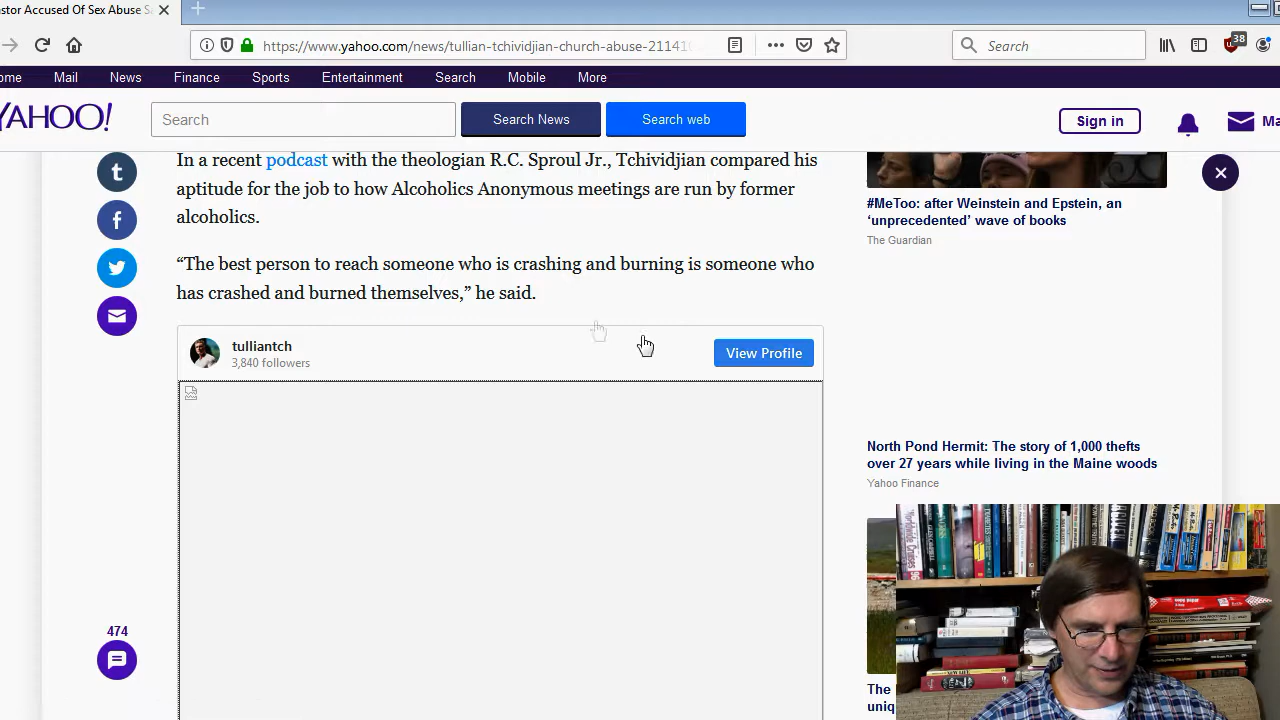 astor Accused Of Sex Abuse S
https://www.yahoo.com/news/tullian-tchividjian-church-abuse-21141
Search
38
ome
Mail
News
Finance
Sports
Entertainment
Search
Mobile
More
YAHOO!
Search
Search News
Search web
Sign in
Ma
In a recent podcast with the theologian R.C. Sproul Jr., Tchividjian compared his
aptitude for the job to how Alcoholics Anonymous meetings are run by former
alcoholics.
“The best person to reach someone who is crashing and burning is someone who
has crashed and burned themselves,” he said.
tulliantch
3,840 followers
View Profile
474
#MeToo: after Weinstein and Epstein, an
‘unprecedented’ wave of books
The Guardian
North Pond Hermit: The story of 1,000 thefts
over 27 years while living in the Maine woods
Yahoo Finance
The
uniq